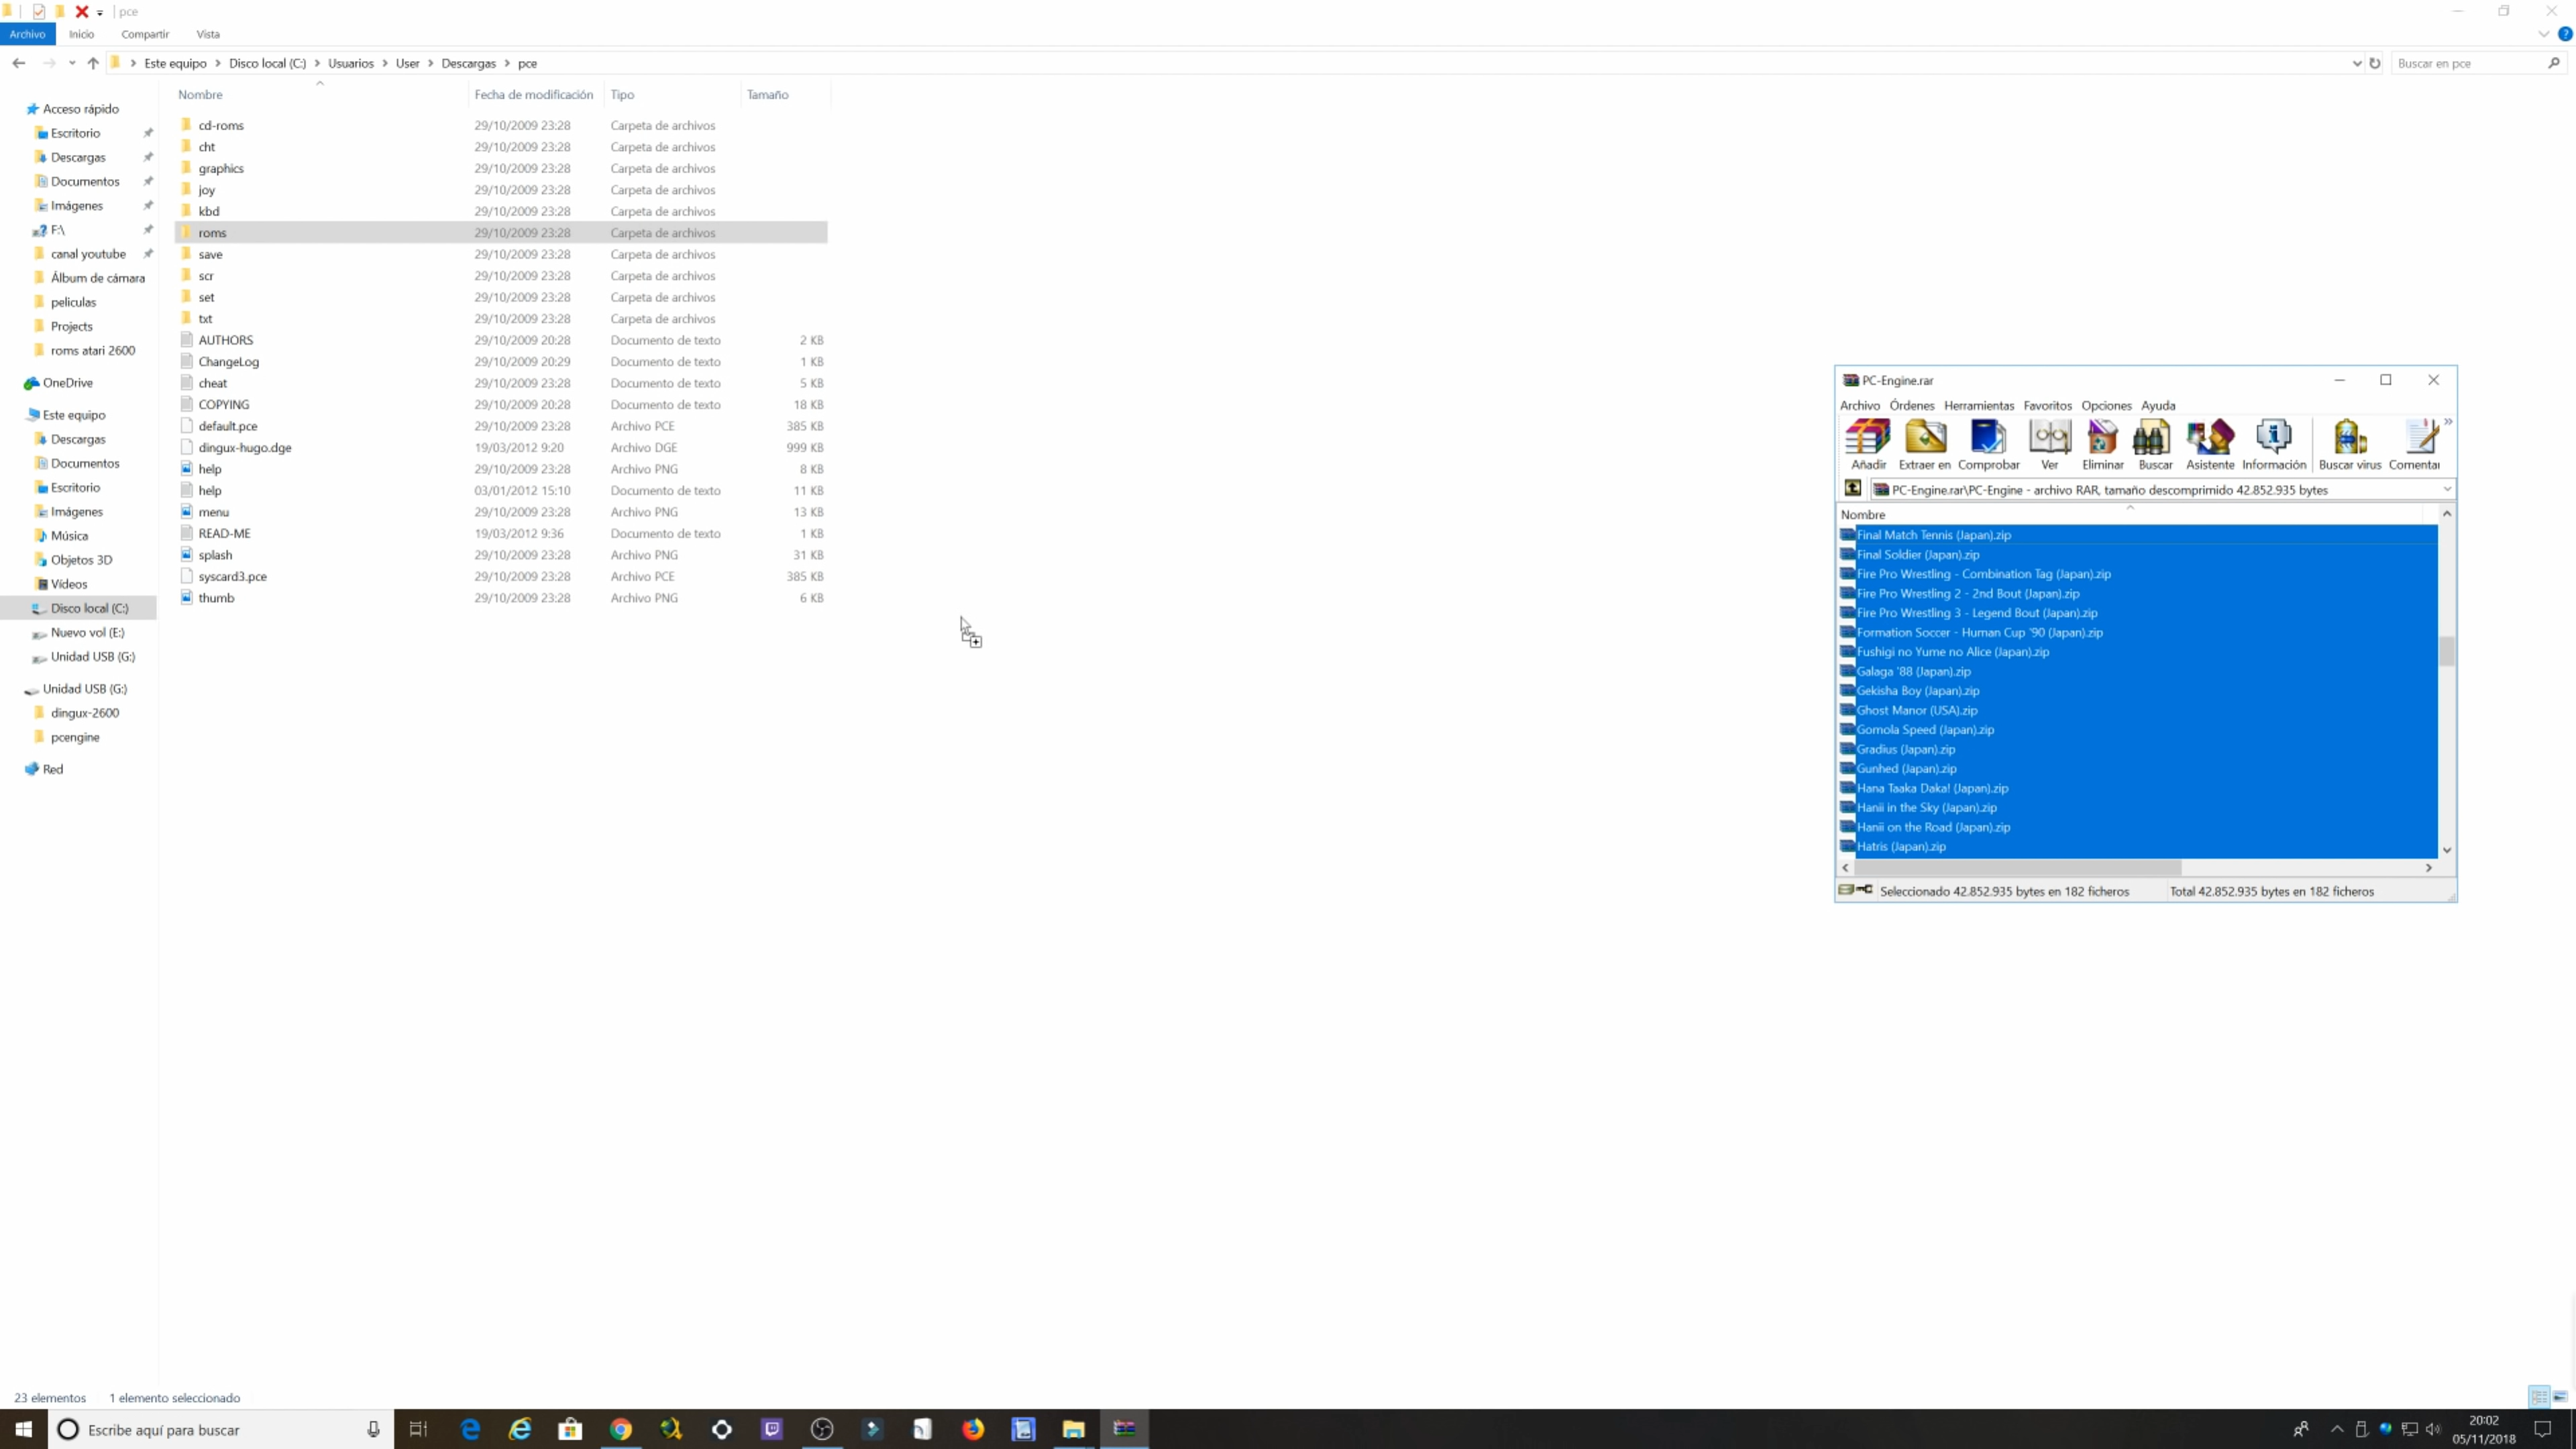 pce
Archivo Inicio Compartir Vista
Este equipo > Disco local (C:) > Usuarios > User > Descargas > pce
Buscar en pce
Nombre Fecha de modificación Tipo Tamaño
cd-roms 29/10/2009 23:28 Carpeta de archivos
cht 29/10/2009 23:28 Carpeta de archivos
graphics 29/10/2009 23:28 Carpeta de archivos
joy 29/10/2009 23:28 Carpeta de archivos
kbd 29/10/2009 23:28 Carpeta de archivos
roms 29/10/2009 23:28 Carpeta de archivos
save 29/10/2009 23:28 Carpeta de archivos
scr 29/10/2009 23:28 Carpeta de archivos
set 29/10/2009 23:28 Carpeta de archivos
txt 29/10/2009 23:28 Carpeta de archivos
AUTHORS 29/10/2009 20:28 Documento de texto 2 KB
ChangeLog 29/10/2009 20:29 Documento de texto 1 KB
cheat 29/10/2009 23:28 Documento de texto 5 KB
COPYING 29/10/2009 20:28 Documento de texto 18 KB
default.pce 29/10/2009 23:28 Archivo PCE 385 KB
dingux-hugo.dge 19/03/2012 9:20 Archivo DGE 999 KB
help 29/10/2009 23:28 Archivo PNG 8 KB
help 03/01/2012 15:10 Documento de texto 11 KB
menu 29/10/2009 23:28 Archivo PNG 13 KB
READ-ME 19/03/2012 9:36 Documento de texto 1 KB
splash 29/10/2009 23:28 Archivo PNG 31 KB
syscard3.pce 29/10/2009 23:28 Archivo PCE 385 KB
thumb 29/10/2009 23:28 Archivo PNG 6 KB
Acceso rápido
Escritorio
Descargas
Documentos
Imágenes
F:\
canal youtube
Álbum de cámara
peliculas
Projects
roms atari 2600
OneDrive
Este equipo
Descargas
Documentos
Escritorio
Imágenes
Música
Objetos 3D
Vídeos
Disco local (C:)
Nuevo vol (E:)
Unidad USB (G:)
Unidad USB (G:)
dingux-2600
pcengine
Red
PC-Engine.rar
Archivo Órdenes Herramientas Favoritos Opciones Ayuda
Añadir Extraer en Comprobar Ver Eliminar Buscar Asistente Información Buscar virus Comentar
PC-Engine.rar\PC-Engine - archivo RAR, tamaño descomprimido 42.852.935 bytes
Nombre
Final Match Tennis (Japan).zip
Final Soldier (Japan).zip
Fire Pro Wrestling - Combination Tag (Japan).zip
Fire Pro Wrestling 2 - 2nd Bout (Japan).zip
Fire Pro Wrestling 3 - Legend Bout (Japan).zip
Formation Soccer - Human Cup '90 (Japan).zip
Fushigi no Yume no Alice (Japan).zip
Galaga '88 (Japan).zip
Gekisha Boy (Japan).zip
Ghost Manor (USA).zip
Gomola Speed (Japan).zip
Gradius (Japan).zip
Gunhed (Japan).zip
Hana Taaka Daka! (Japan).zip
Hanii in the Sky (Japan).zip
Hanii on the Road (Japan).zip
Hatris (Japan).zip
Seleccionado 42.852.935 bytes en 182 ficheros Total 42.852.935 bytes en 182 ficheros
23 elementos 1 elemento seleccionado
Escribe aquí para buscar
20:02
05/11/2018